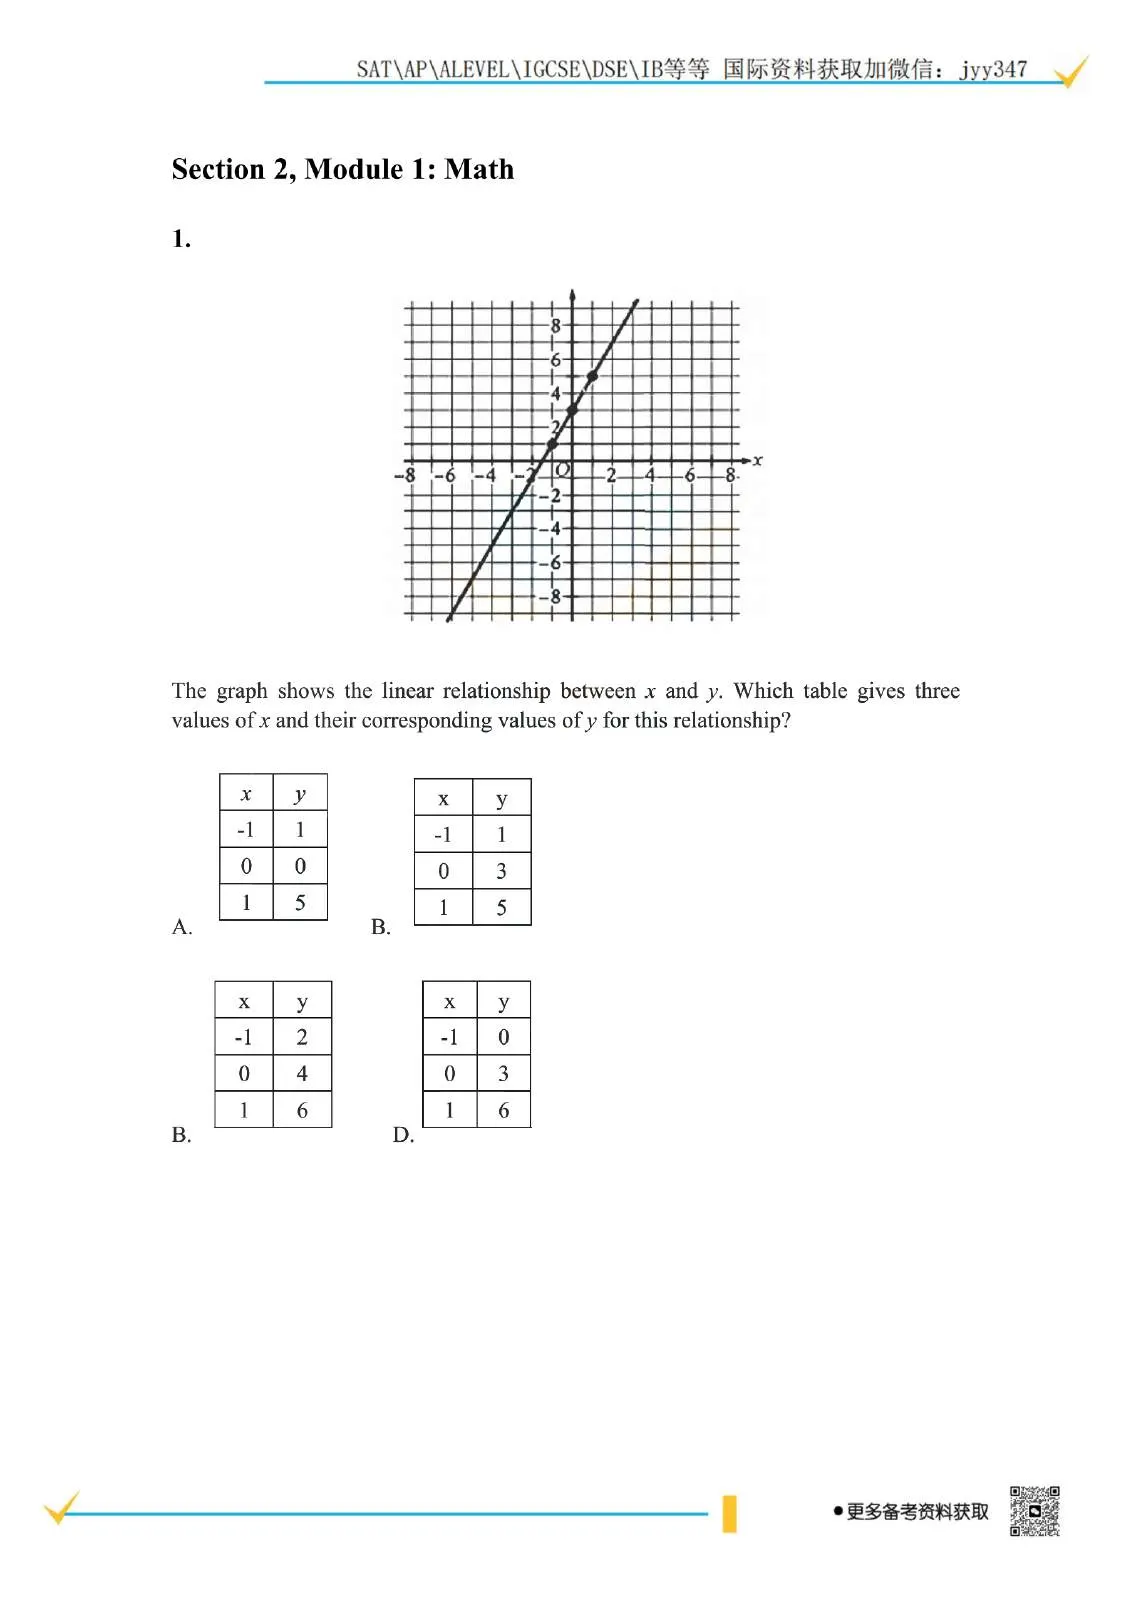 SAT\AP\ALEVEL\IGCSE\DSE\IB等等 国际资料获取加微信：jyy347
Section 2, Module 1: Math
1.
8
6
4
2
x
-8 -6 -4 -2 O 2 4 6 8
-2
-4
-6
-8
The graph shows the linear relationship between x and y. Which table gives three
values of x and their corresponding values of y for this relationship?
x y
-1 1
0 0
1 5
A.
x y
-1 1
0 3
1 5
B.
x y
-1 2
0 4
1 6
B.
x y
-1 0
0 3
1 6
D.
●更多备考资料获取